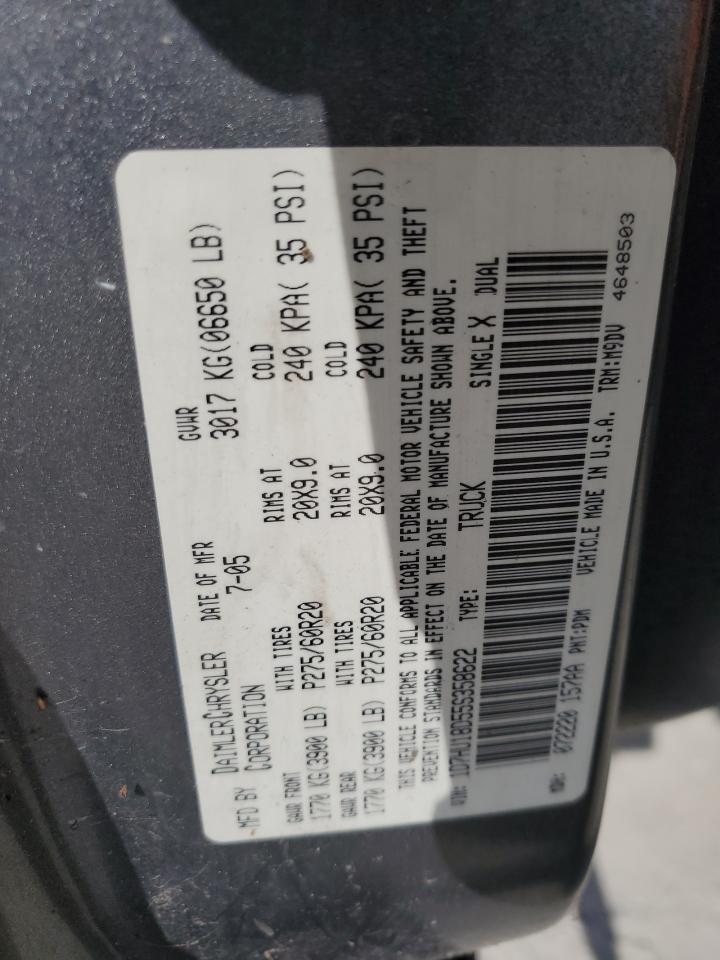 MFD BY DAIMLERCHRYSLER CORPORATION
DATE OF MFR 7-05
GVWR 3017 KG(06650 LB)
GAWR FRONT WITH TIRES RIMS AT COLD
1770 KG(3900 LB) P275/60R20 20X9.0 240 KPA( 35 PSI)
GAWR REAR WITH TIRES RIMS AT COLD
1770 KG(3900 LB) P275/60R20 20X9.0 240 KPA( 35 PSI)
THIS VEHICLE CONFORMS TO ALL APPLICABLE FEDERAL MOTOR VEHICLE SAFETY AND THEFT
PREVENTION STANDARDS IN EFFECT ON THE DATE OF MANUFACTURE SHOWN ABOVE.
VIN: 1D7HU18D55S358622 TYPE: TRUCK SINGLE X DUAL
MDH: 072220 157AA PNT:PDM VEHICLE MADE IN U.S.A. TRM:M9DV
4648503